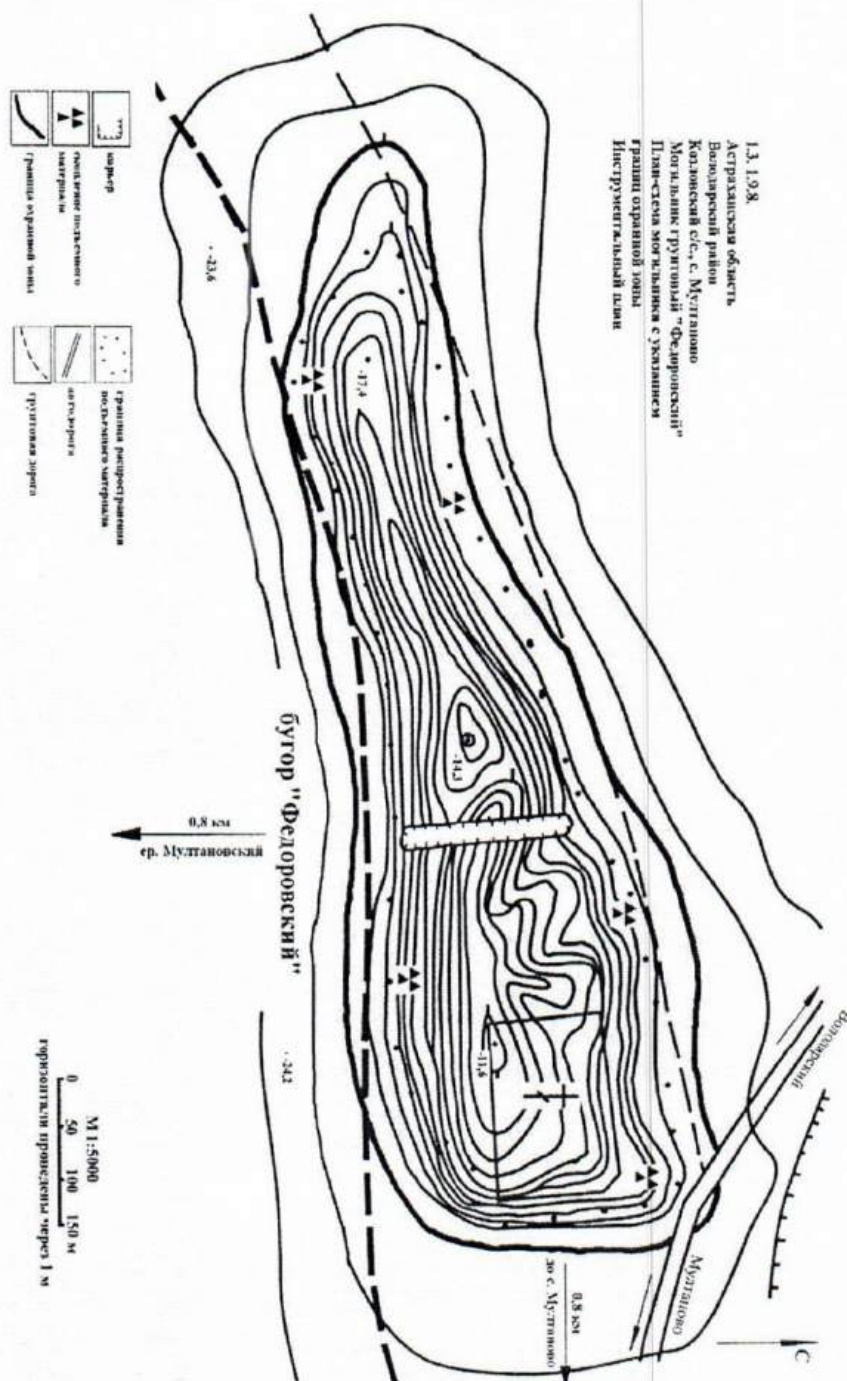 1.3. 1.9.8.
Астраханская область
Володарский район
Козловский с/с., с. Мултаново
Могильник грунтовый "Федоровский"
План-схема могильника с указанием
границ охранной зоны
Инструментальный план
С
Володарский
Мултаново
0,8 км
до с. Мултаново
-23,6
-17,4
-14,3
-11,6
-24,2
бугор "Федоровский"
0,8 км
ер. Мултановский
М 1:5000
0 50 100 150 м
горизонтали проведены через 1 м
карьер
скопление подъемного
материала
граница охранной зоны
граница распространения
подъемного материала
автодорога
грунтовая дорога